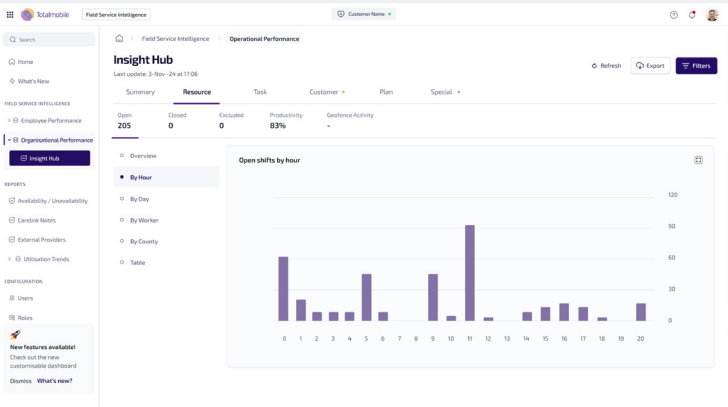 Totalmobile
Field Service Intelligence
Customer Name
Search
Home
What's New
FIELD SERVICE INTELLIGENCE
Employee Performance
Organisational Performance
Insight Hub
REPORTS
Availability / Unavailability
Carelink Notes
External Providers
Utilisation Trends
CONFIGURATION
Users
Roles
New features available!
Check out the new
customisable dashboard
Dismiss What's new?
Field Service Intelligence Operational Performance
Insight Hub
Last update: 3-Nov -24 at 17:06
Refresh Export Filters
Summary Resource Task Customer Plan Special
Open Closed Excluded Productivity Geofence Activity
205 0 0 83% -
Overview
By Hour
By Day
By Worker
By County
Table
Open shifts by hour
120
90
60
30
0
0 1 2 3 4 5 6 7 8 9 10 11 12 13 14 15 16 17 18 19 20